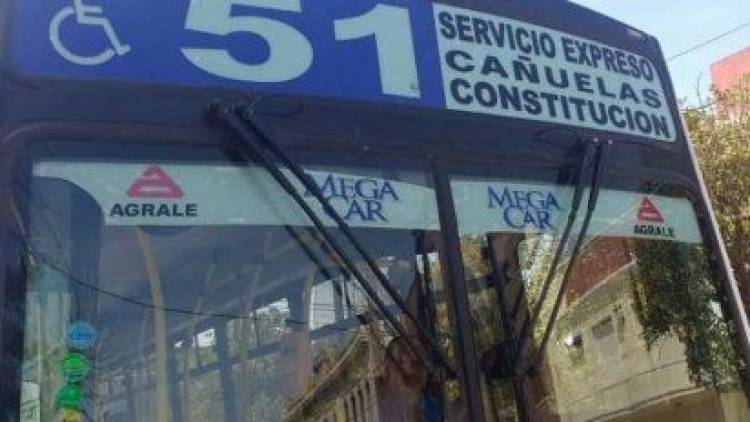 51
SERVICIO EXPRESO
CAÑUELAS
CONSTITUCION
AGRALE
MEGA
CAR
MEGA
CAR
AGRALE